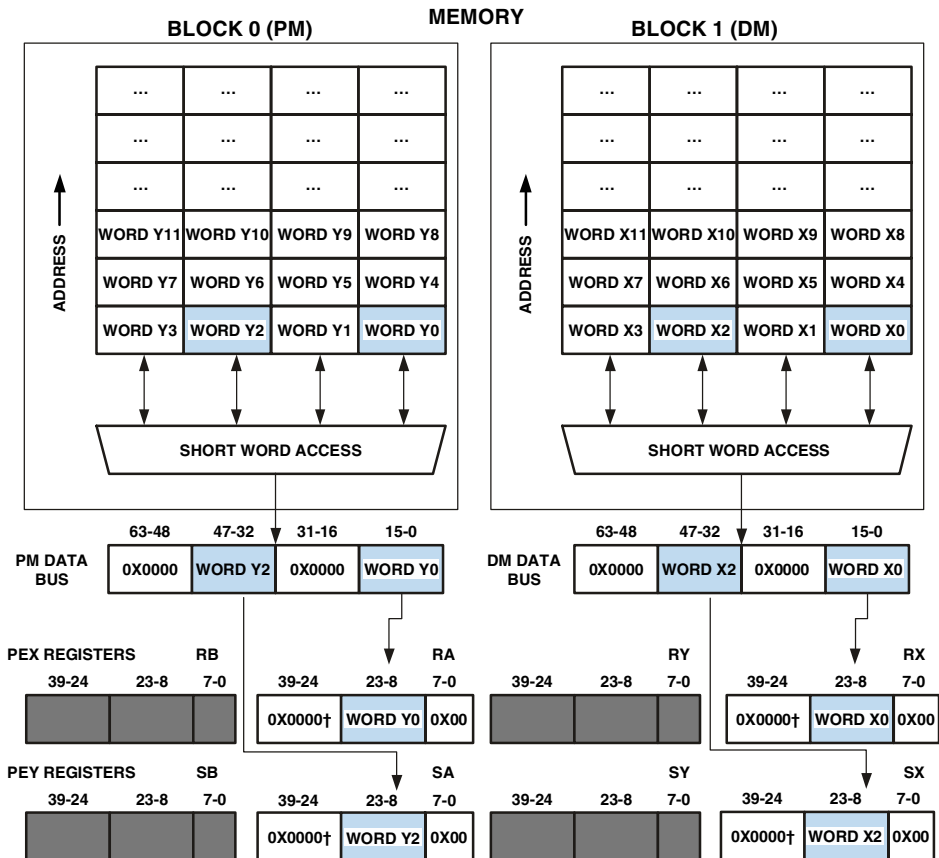 MEMORY
BLOCK 0 (PM) BLOCK 1 (DM)
... ... ... ... ... ... ... ...
... ... ... ... ... ... ... ...
... ... ... ... ... ... ... ...
WORD Y11 WORD Y10 WORD Y9 WORD Y8 WORD X11 WORD X10 WORD X9 WORD X8
WORD Y7 WORD Y6 WORD Y5 WORD Y4 WORD X7 WORD X6 WORD X5 WORD X4
WORD Y3 WORD Y2 WORD Y1 WORD Y0 WORD X3 WORD X2 WORD X1 WORD X0
ADDRESS ADDRESS
SHORT WORD ACCESS SHORT WORD ACCESS
63-48 47-32 31-16 15-0 63-48 47-32 31-16 15-0
PM DATA BUS 0X0000 WORD Y2 0X0000 WORD Y0 DM DATA BUS 0X0000 WORD X2 0X0000 WORD X0
PEX REGISTERS RB RA RY RX
39-24 23-8 7-0 39-24 23-8 7-0 39-24 23-8 7-0 39-24 23-8 7-0
0X0000† WORD Y0 0X00 0X0000† WORD X0 0X00
PEY REGISTERS SB SA SY SX
39-24 23-8 7-0 39-24 23-8 7-0 39-24 23-8 7-0 39-24 23-8 7-0
0X0000† WORD Y2 0X00 0X0000† WORD X2 0X00